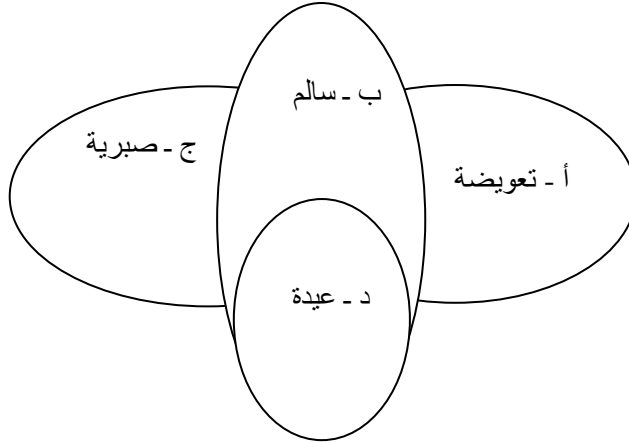 ب - سالم
ج - صبرية
أ - تعويضة
د - عيدة